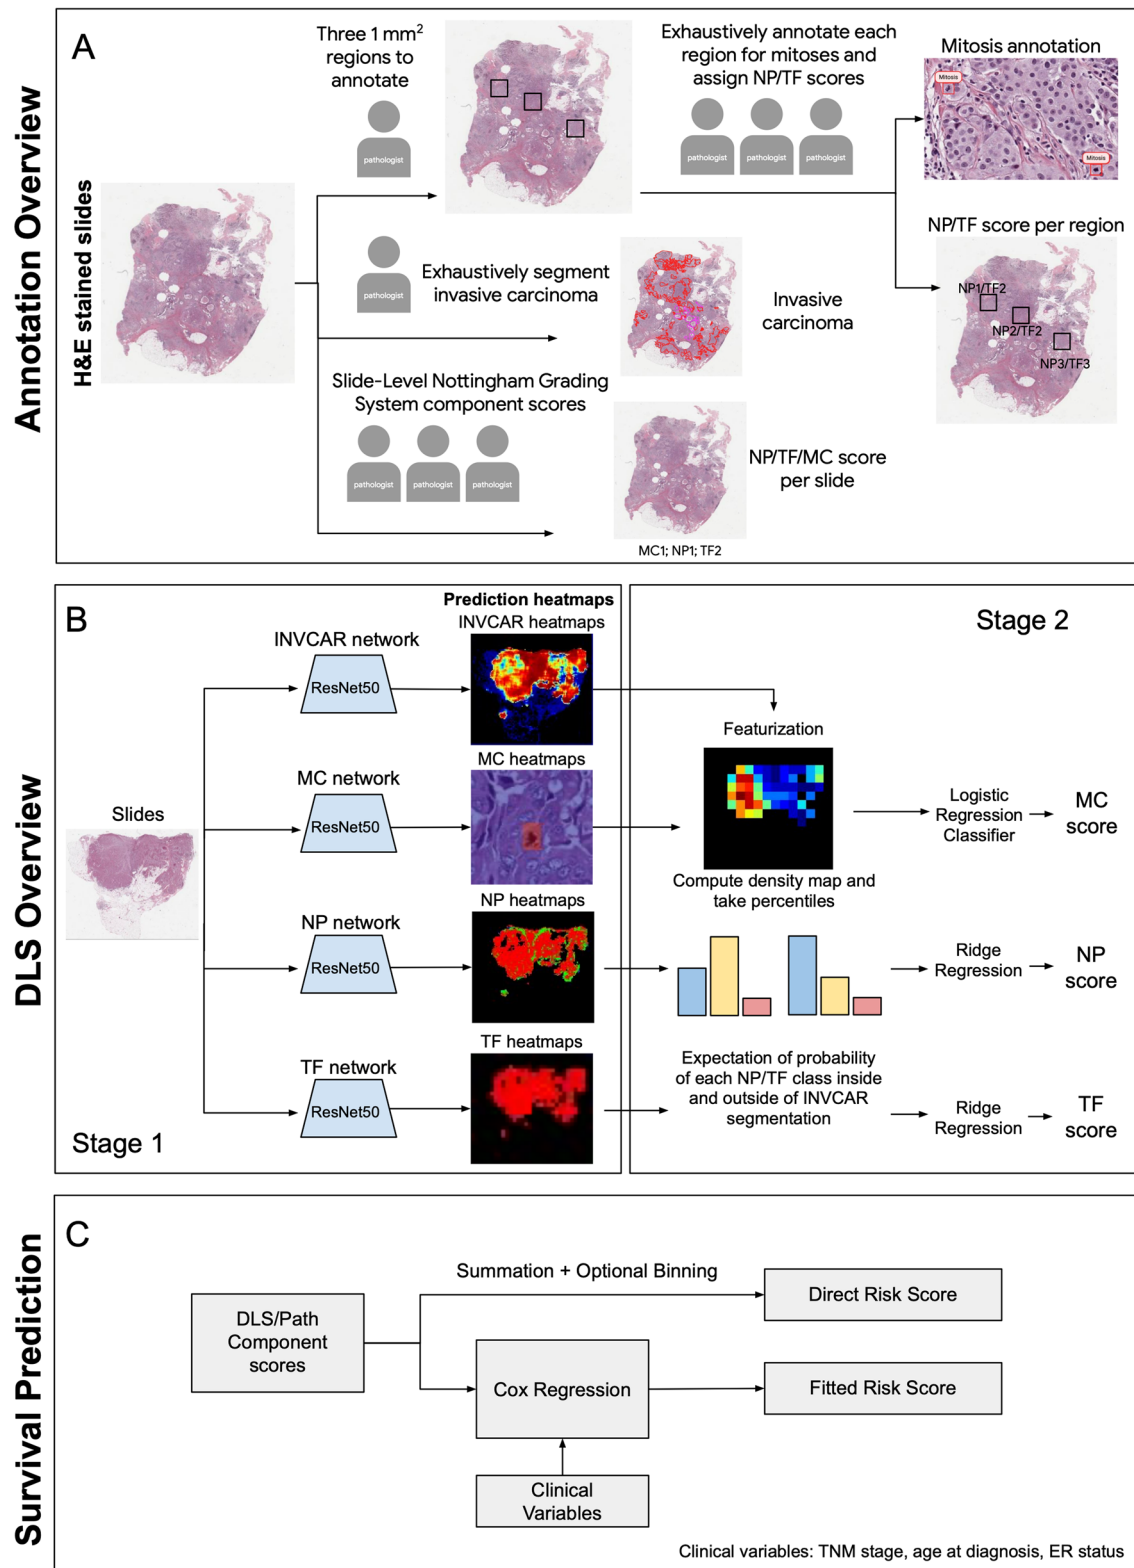 Annotation Overview
A
H&E stained slides
Three 1 mm²
regions to
annotate
pathologist
Exhaustively annotate each
region for mitoses and
assign NP/TF scores
pathologist
pathologist
pathologist
Mitosis annotation
Mitosis
Mitosis
NP/TF score per region
NP1/TF2
NP2/TF2
NP3/TF3
pathologist
Exhaustively segment
invasive carcinoma
Invasive
carcinoma
Slide-Level Nottingham Grading
System component scores
pathologist
pathologist
pathologist
NP/TF/MC score
per slide
MC1; NP1; TF2
DLS Overview
B
Slides
INVCAR network
ResNet50
MC network
ResNet50
NP network
ResNet50
TF network
ResNet50
Stage 1
Prediction heatmaps
INVCAR heatmaps
MC heatmaps
NP heatmaps
TF heatmaps
Stage 2
Featurization
Compute density map and
take percentiles
Logistic
Regression
Classifier
MC
score
Ridge
Regression
NP
score
Expectation of probability
of each NP/TF class inside
and outside of INVCAR
segmentation
Ridge
Regression
TF
score
Survival Prediction
C
DLS/Path
Component
scores
Summation + Optional Binning
Direct Risk Score
Cox Regression
Fitted Risk Score
Clinical
Variables
Clinical variables: TNM stage, age at diagnosis, ER status